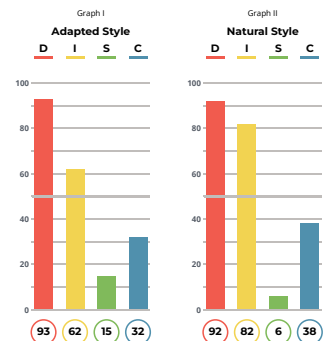 Graph I
Adapted Style
D I S C
100
80
60
40
20
0
93 62 15 32
Graph II
Natural Style
D I S C
100
80
60
40
20
0
92 82 6 38